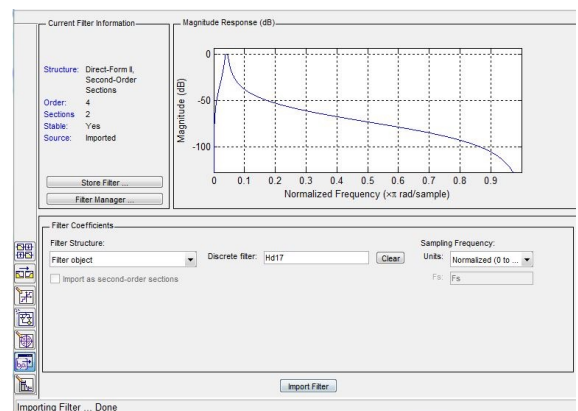 Current Filter Information
Structure: Direct-Form II,
Second-Order
Sections
Order: 4
Sections 2
Stable: Yes
Source: Imported
Store Filter ...
Filter Manager ...
Magnitude Response (dB)
Magnitude (dB)
0
-50
-100
0 0.1 0.2 0.3 0.4 0.5 0.6 0.7 0.8 0.9
Normalized Frequency (×π rad/sample)
Filter Coefficients
Filter Structure:
Filter object
Import as second-order sections
Discrete filter: Hd17
Clear
Sampling Frequency:
Units: Normalized (0 to ...
Fs: Fs
Import Filter
Importing Filter ... Done